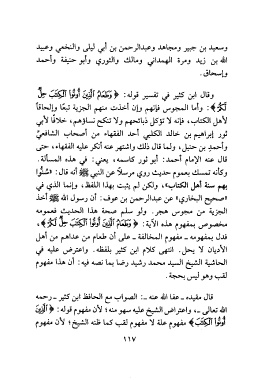 وسعيد بن جبير ومجاهد وعبدالرحمن بن أبي ليلى والنخعي وعبيد
الله بن زيد ومرة الهمداني ومالك والثوري وأبو حنيفة وأحمد
وإسحاق.
وقال ابن كثير في تفسير قوله: ﴿ وَطَعَامُ الَّذِينَ أُوتُوا الْكِتَبَ حِلٌّ
لَّكُمْ ﴾: وأما المجوس فإنهم وإن أخذت منهم الجزية تبعًا وإلحاقاً
لأهل الكتاب، فإنه لا تؤكل ذبائحهم ولا تنكح نساؤهم، خلافًا لأبي
ثور إبراهيم بن خالد الكلبي أحد الفقهاء من أصحاب الشافعيّ
وأحمد بن حنبل، ولما قال ذلك واشتهر عنه أنكر عليه الفقهاء، حتى
قال عنه الإمام أحمد: أبو ثور كاسمه، يعني: في هذه المسألة.
وكأنه تمسك بعموم حديث روي مرسلاً عن النبي ﷺ أنه قال: «سُنُّوا
بهم سنة أهل الكتاب»، ولكن لم يثبت بهذا اللفظ، وإنما الذي في
«صحيح البخاري» عن عبدالرحمن بن عوف: أن رسول الله ﷺ أخذ
الجزية من مجوس هجر. ولو سلم صحة هذا الحديث فعمومه
مخصوص بمفهوم هذه الآية: ﴿ وَطَعَامُ الَّذِينَ أُوتُوا الْكِتَبَ حِلٌّ لَّكُمْ ﴾،
فدل بمفهومه ـ مفهوم المخالفة ـ على أن طعام من عداهم من أهل
الأديان لا يحل. انتهى كلام ابن كثير بلفظه. واعترض عليه في
الحاشية الشيخ السيد محمد رشيد رضا بما نصه فيه: أن هذا مفهوم
لقب وهو ليس بحجة.
قال مقيده ـ عفا الله عنه ـ: الصواب مع الحافظ ابن كثير ـ رحمه
الله تعالى ـ، واعتراض الشيخ عليه سهو منه؛ لأن مفهوم قوله: ﴿ الَّذِينَ
أُوتُوا الْكِتَبَ ﴾ مفهوم علة لا مفهوم لقب كما ظنه الشيخ؛ لأن مفهوم
١١٧